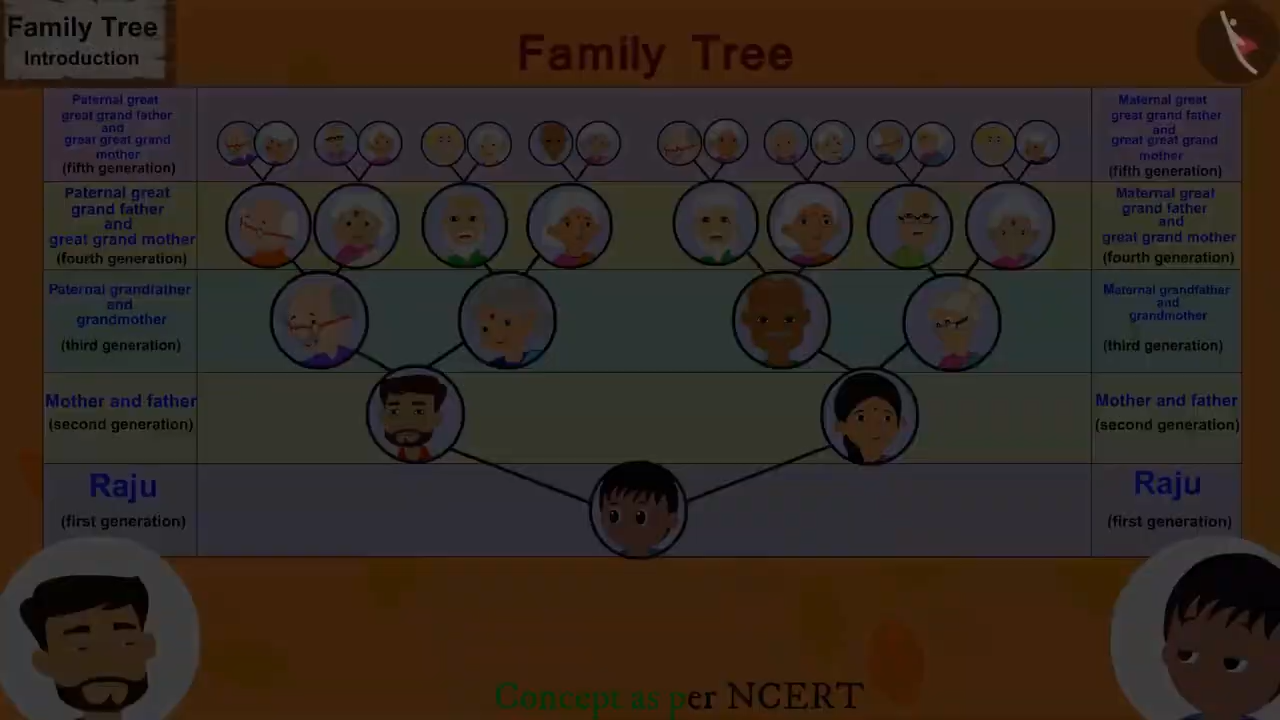 Family Tree
Introduction
Family Tree
Paternal great
great grand father
and
great great grand
mother
(fifth generation)
Maternal great
great grand father
and
great great grand
mother
(fifth generation)
Paternal great
grand father
and
great grand mother
(fourth generation)
Maternal great
grand father
and
great grand mother
(fourth generation)
Paternal grandfather
and
grandmother
(third generation)
Maternal grandfather
and
grandmother
(third generation)
Mother and father
(second generation)
Mother and father
(second generation)
Raju
(first generation)
Raju
(first generation)
Concept as per NCERT